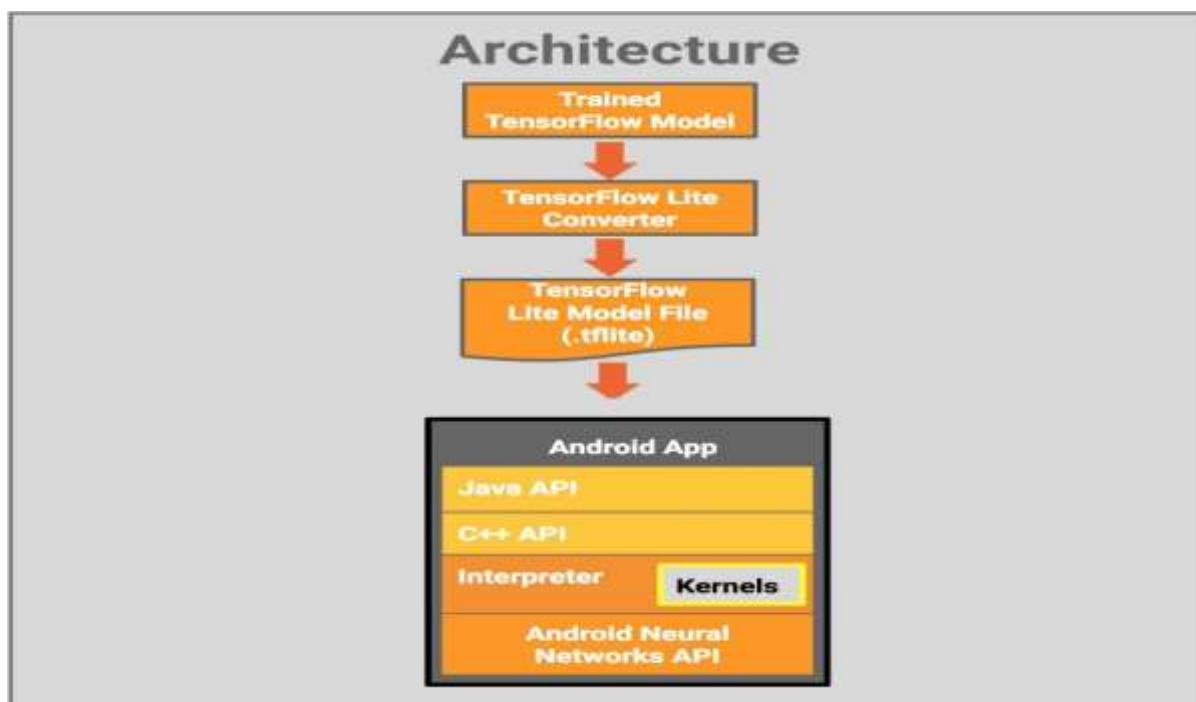 Architecture
Trained
TensorFlow Model
TensorFlow Lite
Converter
TensorFlow
Lite Model File
(.tflite)
Android App
Java API
C++ API
Interpreter
Kernels
Android Neural
Networks API